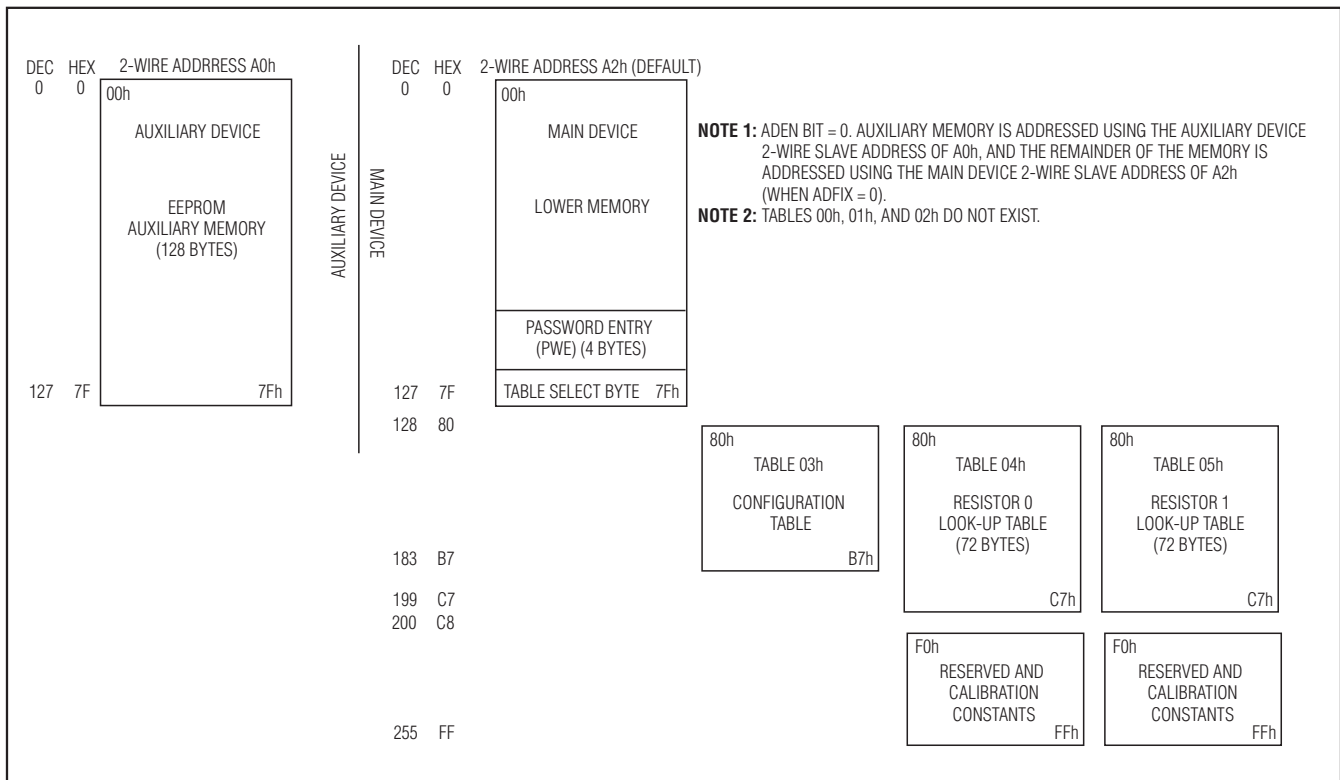 DEC HEX 2-WIRE ADDRRESS A0h
0 0
00h
AUXILIARY DEVICE
EEPROM
AUXILIARY MEMORY
(128 BYTES)
127 7F
7Fh
AUXILIARY DEVICE
MAIN DEVICE
DEC HEX 2-WIRE ADDRESS A2h (DEFAULT)
0 0
00h
MAIN DEVICE
LOWER MEMORY
PASSWORD ENTRY
(PWE) (4 BYTES)
127 7F
TABLE SELECT BYTE 7Fh
128 80
183 B7
199 C7
200 C8
255 FF
NOTE 1: ADEN BIT = 0. AUXILIARY MEMORY IS ADDRESSED USING THE AUXILIARY DEVICE
2-WIRE SLAVE ADDRESS OF A0h, AND THE REMAINDER OF THE MEMORY IS
ADDRESSED USING THE MAIN DEVICE 2-WIRE SLAVE ADDRESS OF A2h
(WHEN ADFIX = 0).
NOTE 2: TABLES 00h, 01h, AND 02h DO NOT EXIST.
80h
TABLE 03h
CONFIGURATION
TABLE
B7h
80h
TABLE 04h
RESISTOR 0
LOOK-UP TABLE
(72 BYTES)
C7h
80h
TABLE 05h
RESISTOR 1
LOOK-UP TABLE
(72 BYTES)
C7h
F0h
RESERVED AND
CALIBRATION
CONSTANTS
FFh
F0h
RESERVED AND
CALIBRATION
CONSTANTS
FFh